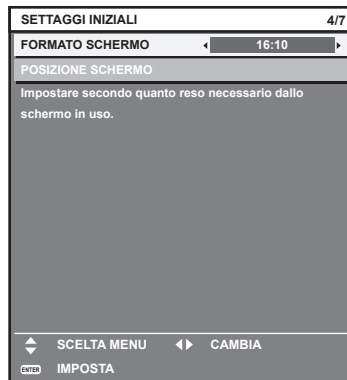 SETTAGGI INIZIALI 4/7
FORMATO SCHERMO 16:10
POSIZIONE SCHERMO
Impostare secondo quanto reso necessario dallo
schermo in uso.
SCELTA MENU CAMBIA
ENTER IMPOSTA